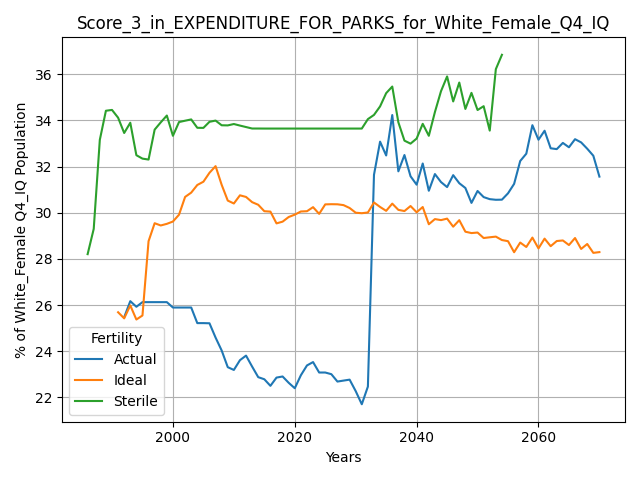 Score_3_in_EXPENDITURE_FOR_PARKS_for_White_Female_Q4_IQ
% of White_Female Q4_IQ Population
36
34
32
30
28
26
24
22
Fertility
Actual
Ideal
Sterile
2000
2020
2040
2060
Years